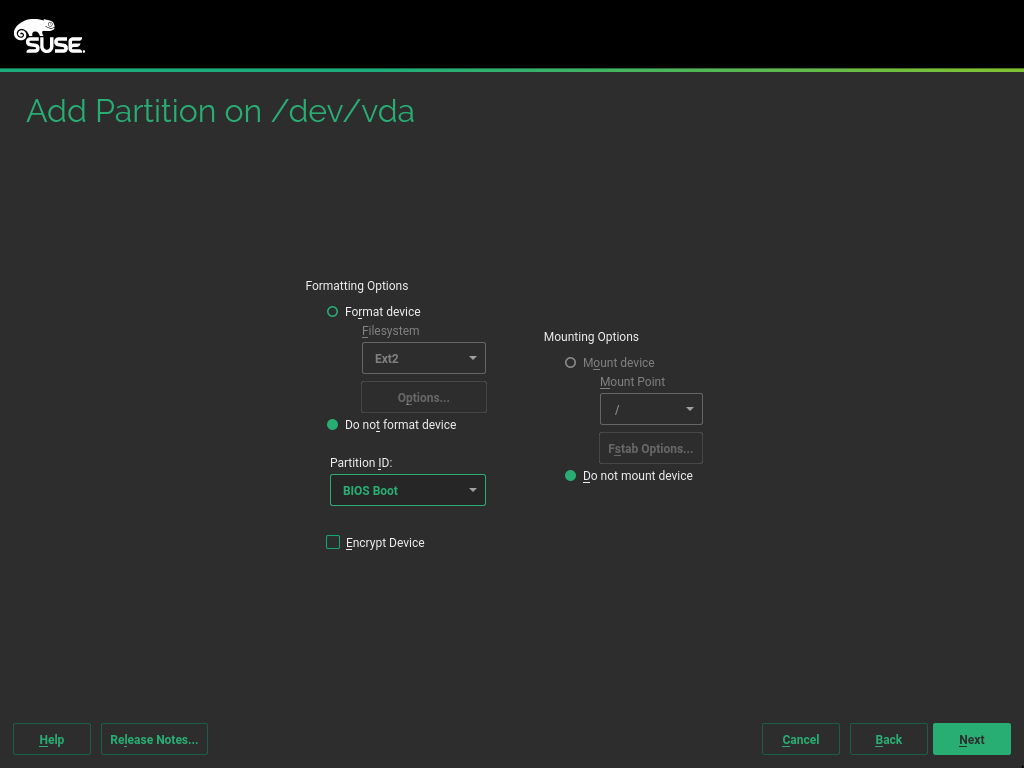 SUSE.
Add Partition on /dev/vda
Formatting Options
Format device
Filesystem
Ext2
Options...
Do not format device
Partition ID:
BIOS Boot
Encrypt Device
Mounting Options
Mount device
Mount Point
/
Fstab Options...
Do not mount device
Help
Release Notes...
Cancel
Back
Next